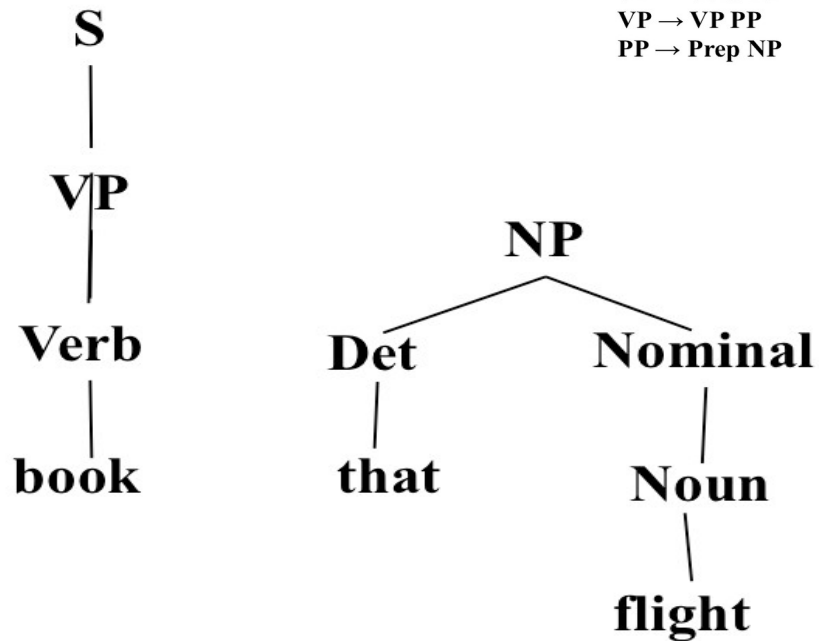 S
VP → VP PP
PP → Prep NP
VP
NP
Verb
Det
Nominal
book
that
Noun
flight